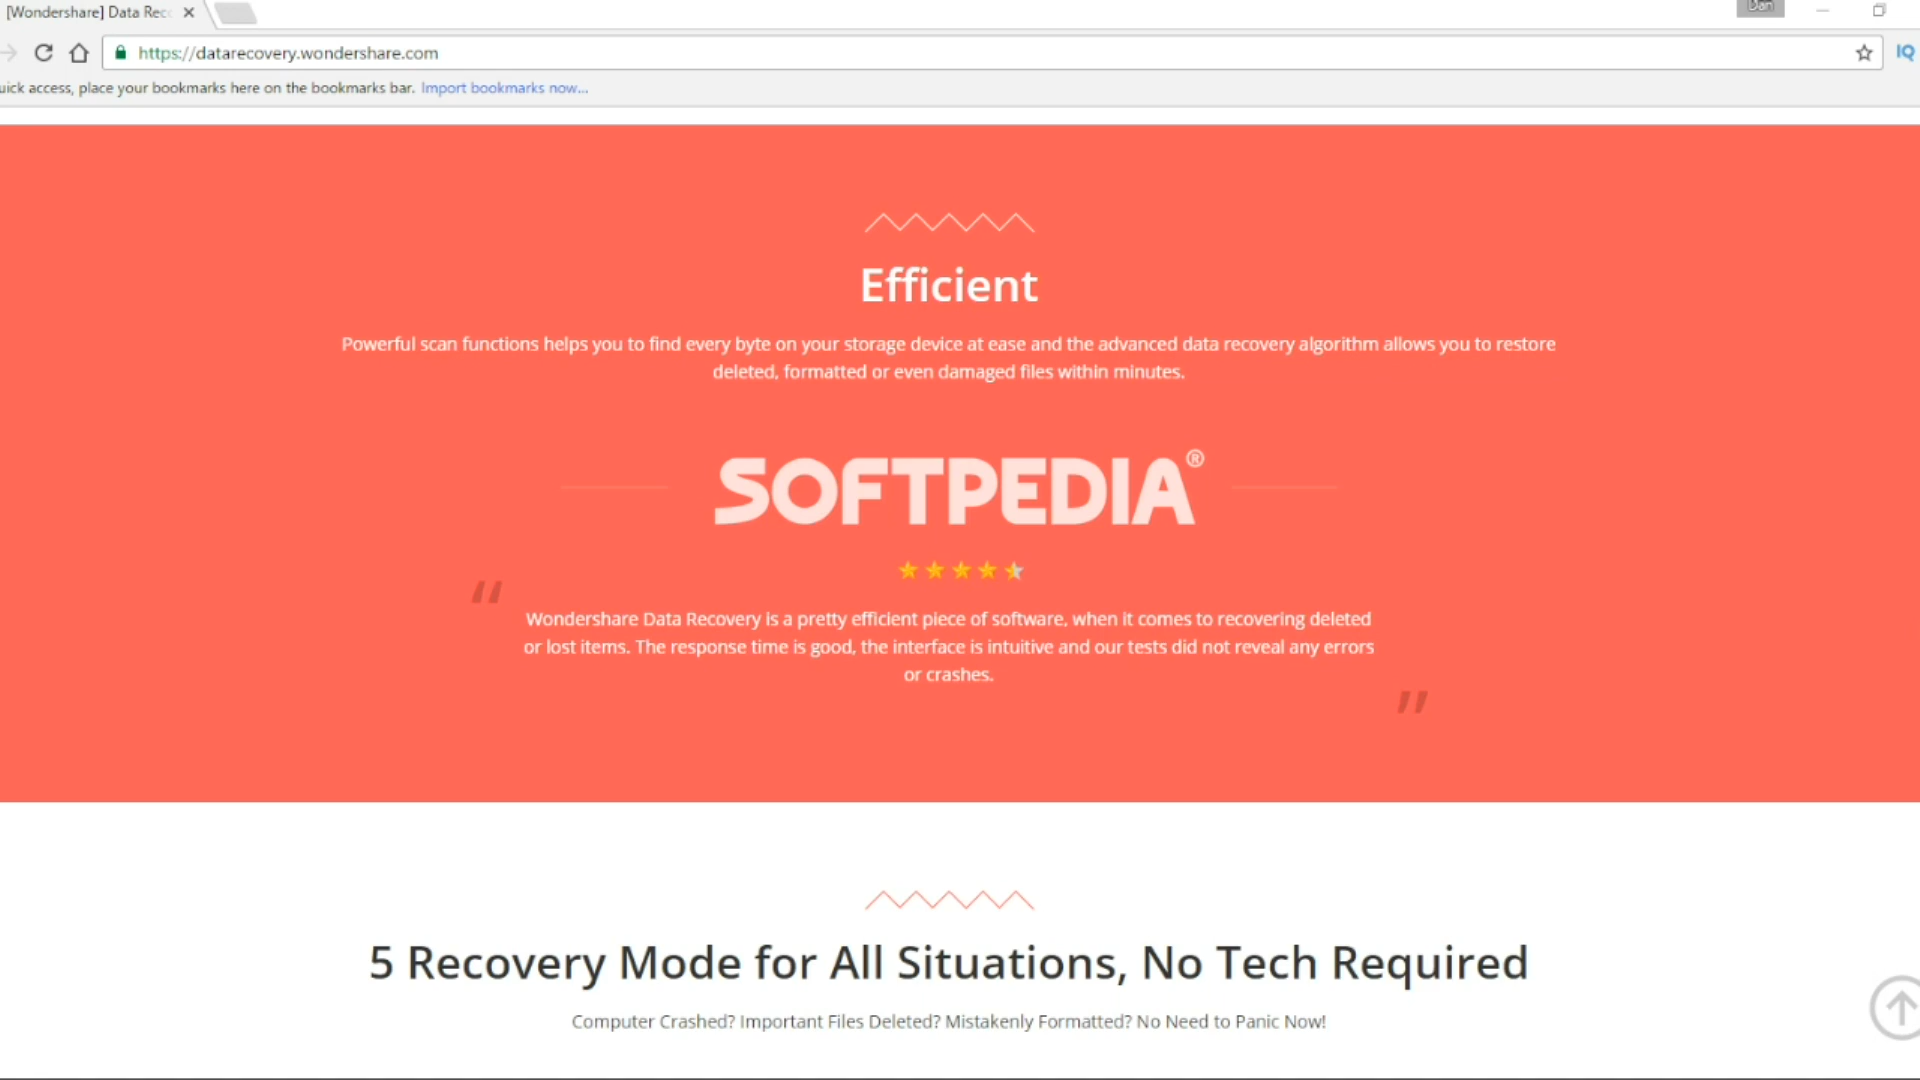 [Wondershare] Data Rec
Dan
https://datarecovery.wondershare.com
IQ
uick access, place your bookmarks here on the bookmarks bar. Import bookmarks now...
Efficient
Powerful scan functions helps you to find every byte on your storage device at ease and the advanced data recovery algorithm allows you to restore
deleted, formatted or even damaged files within minutes.
SOFTPEDIA®
“
Wondershare Data Recovery is a pretty efficient piece of software, when it comes to recovering deleted
or lost items. The response time is good, the interface is intuitive and our tests did not reveal any errors
or crashes.
”
5 Recovery Mode for All Situations, No Tech Required
Computer Crashed? Important Files Deleted? Mistakenly Formatted? No Need to Panic Now!